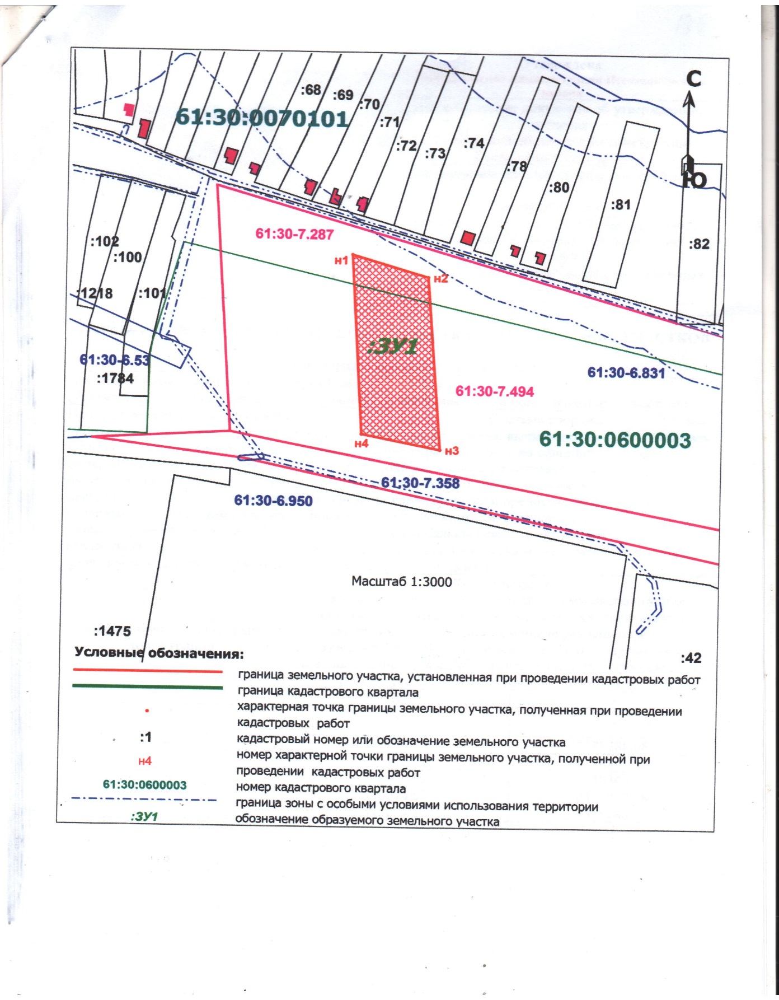 С
:68
:69
:70
:71
61:30:0070101
:72
:73
:74
:78
:80
:81
:82
Ю
61:30-7.287
:102
:100
:1218
:101
н1
н2
:ЗУ1
61:30-6.53
:1784
61:30-6.831
61:30-7.494
61:30:0600003
н4
н3
61:30-7.358
61:30-6.950
Масштаб 1:3000
:1475
:42
Условные обозначения:
граница земельного участка, установленная при проведении кадастровых работ
граница кадастрового квартала
характерная точка границы земельного участка, полученная при проведении
кадастровых работ
:1 кадастровый номер или обозначение земельного участка
н4 номер характерной точки границы земельного участка, полученной при
проведении кадастровых работ
61:30:0600003 номер кадастрового квартала
граница зоны с особыми условиями использования территории
:ЗУ1 обозначение образуемого земельного участка